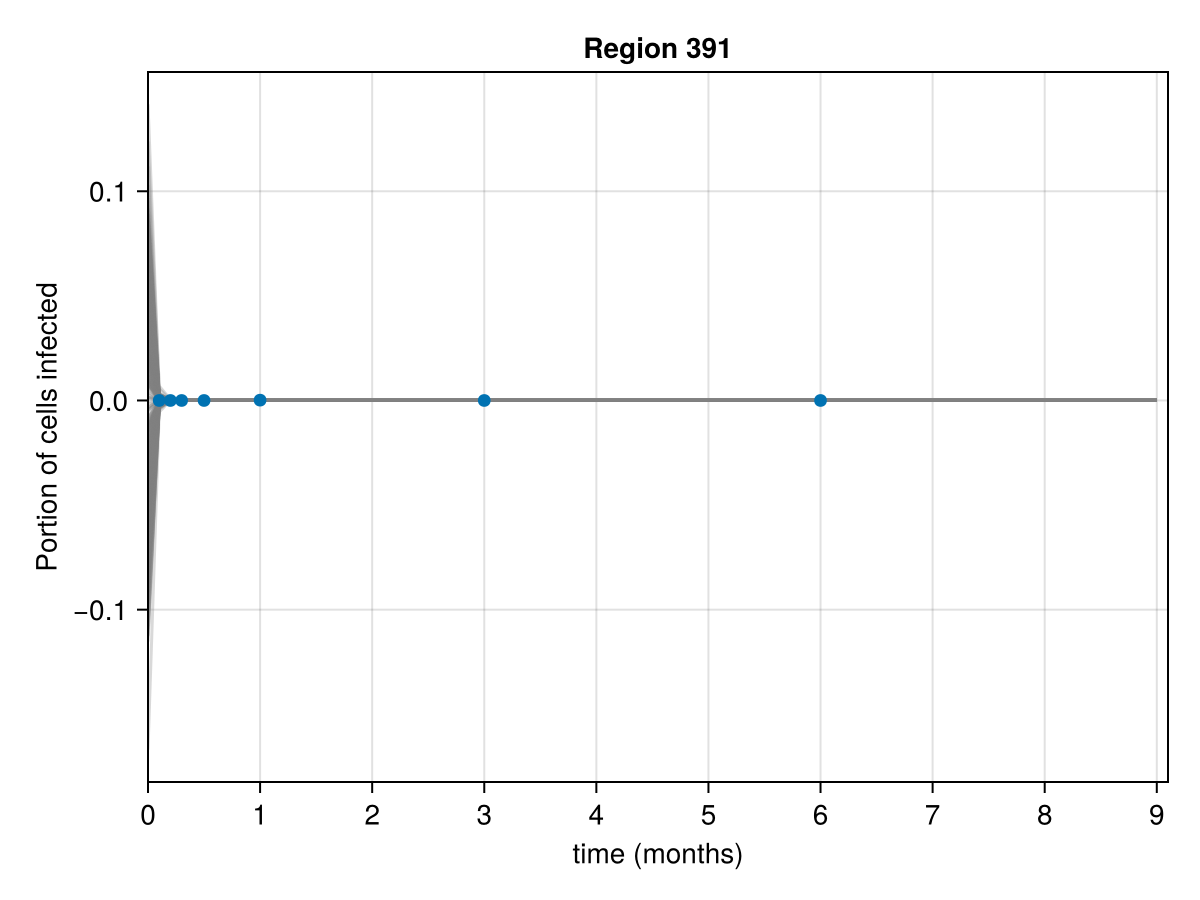 Region 391
Portion of cells infected
0.1
0.0
−0.1
0 1 2 3 4 5 6 7 8 9
time (months)